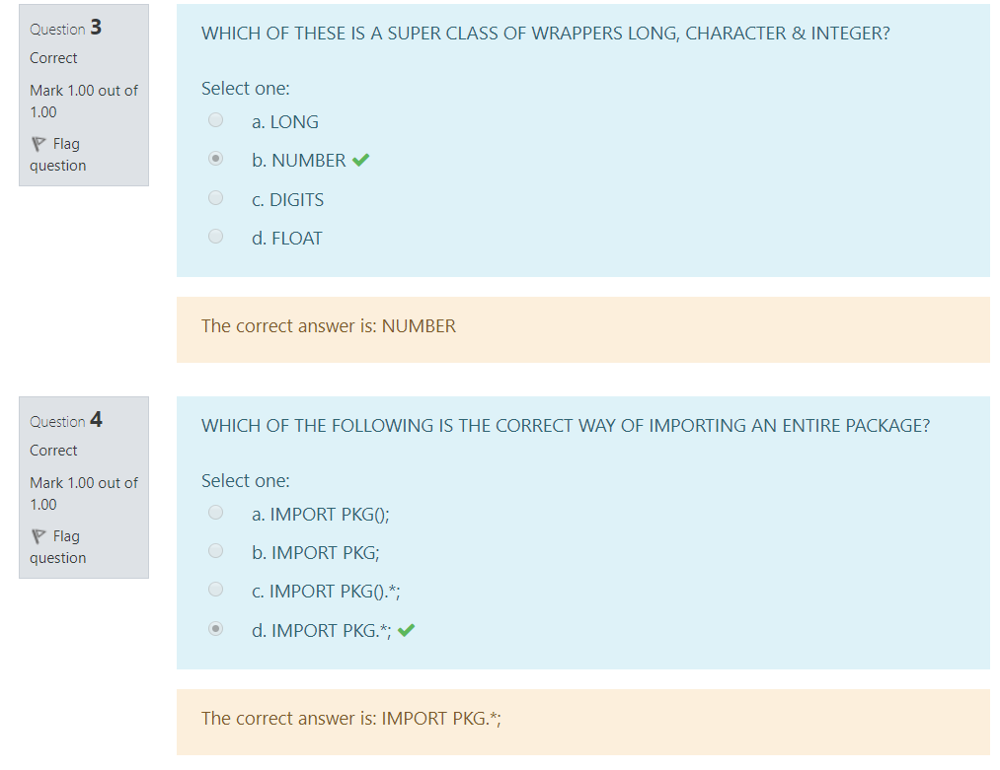 Question 3
Correct
Mark 1.00 out of
1.00
Flag
question
WHICH OF THESE IS A SUPER CLASS OF WRAPPERS LONG, CHARACTER & INTEGER?
Select one:
a. LONG
b. NUMBER
c. DIGITS
d. FLOAT
The correct answer is: NUMBER
Question 4
Correct
Mark 1.00 out of
1.00
Flag
question
WHICH OF THE FOLLOWING IS THE CORRECT WAY OF IMPORTING AN ENTIRE PACKAGE?
Select one:
a. IMPORT PKG();
b. IMPORT PKG;
c. IMPORT PKG().*;
d. IMPORT PKG.*;
The correct answer is: IMPORT PKG.*;